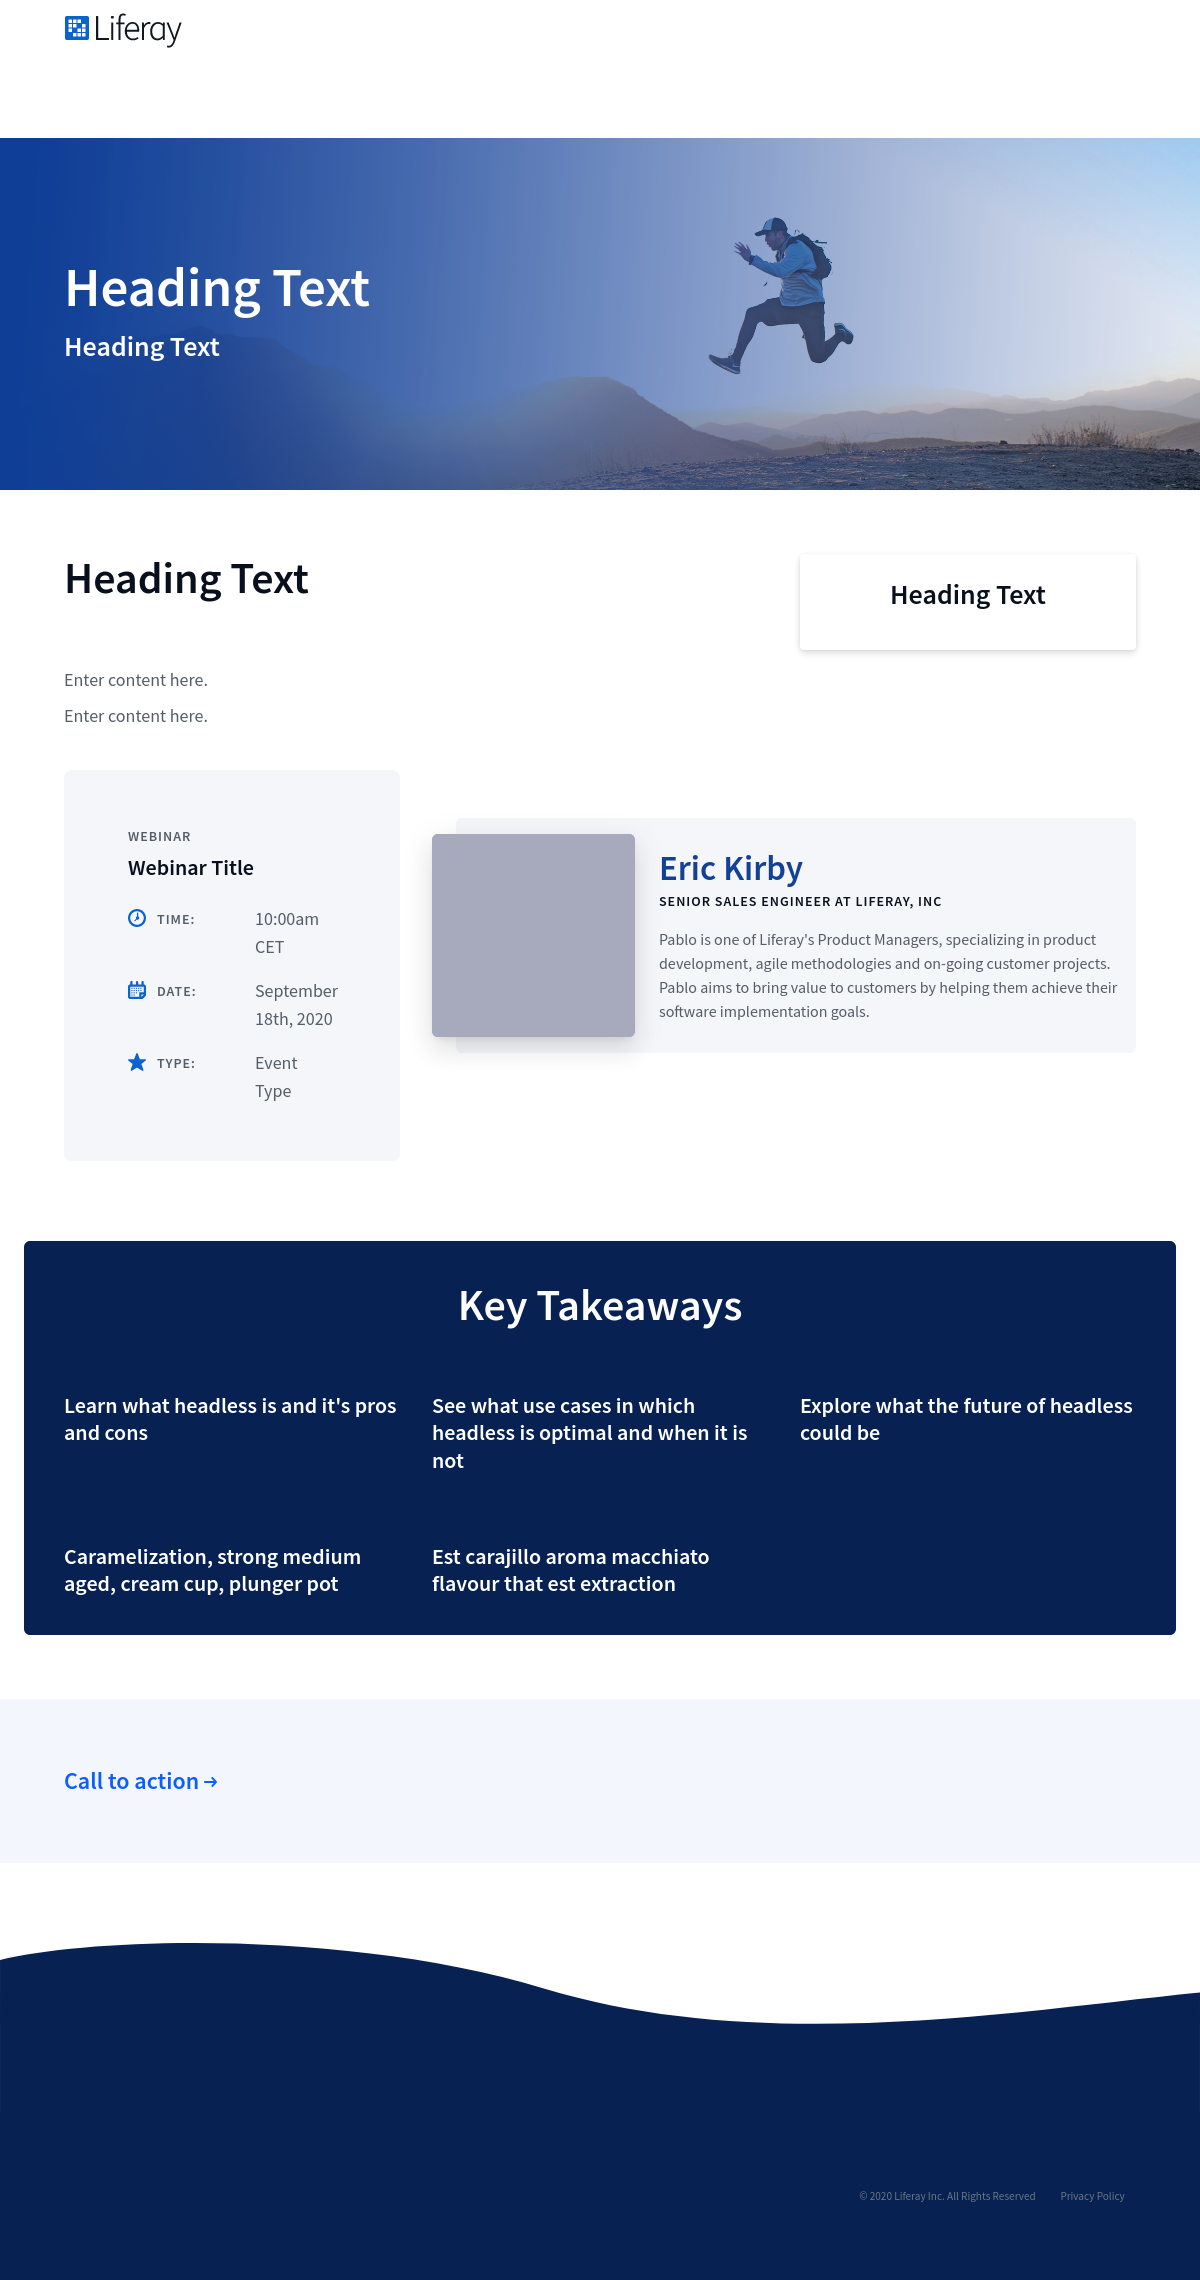 Liferay
Heading Text
Heading Text
Heading Text
Heading Text
Enter content here.
Enter content here.
WEBINAR
Webinar Title
TIME:
10:00am
CET
DATE:
September
18th, 2020
TYPE:
Event
Type
Eric Kirby
SENIOR SALES ENGINEER AT LIFERAY, INC
Pablo is one of Liferay's Product Managers, specializing in product
development, agile methodologies and on-going customer projects.
Pablo aims to bring value to customers by helping them achieve their
software implementation goals.
Key Takeaways
Learn what headless is and it's pros
and cons
See what use cases in which
headless is optimal and when it is
not
Explore what the future of headless
could be
Caramelization, strong medium
aged, cream cup, plunger pot
Est carajillo aroma macchiato
flavour that est extraction
Call to action →
© 2020 Liferay Inc. All Rights Reserved
Privacy Policy